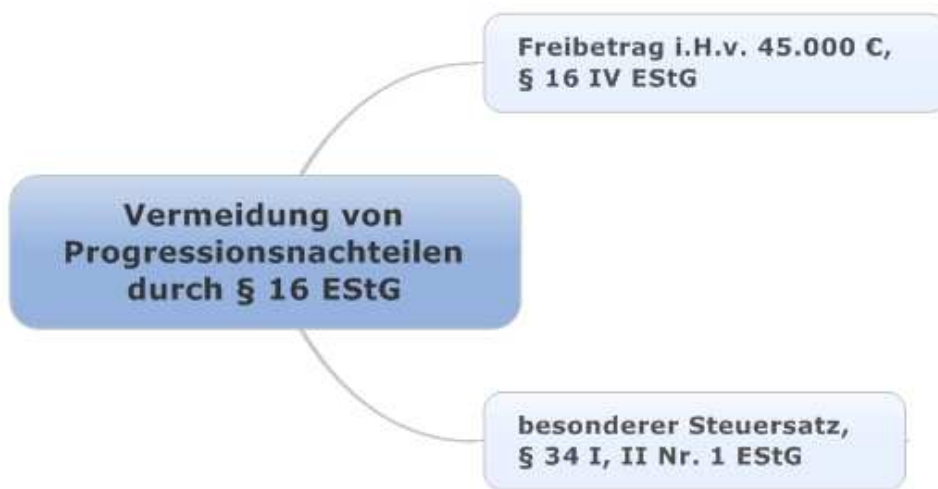 Freibetrag i.H.v. 45.000 €,
§ 16 IV EStG
Vermeidung von
Progressionsnachteilen
durch § 16 EStG
besonderer Steuersatz,
§ 34 I, II Nr. 1 EStG